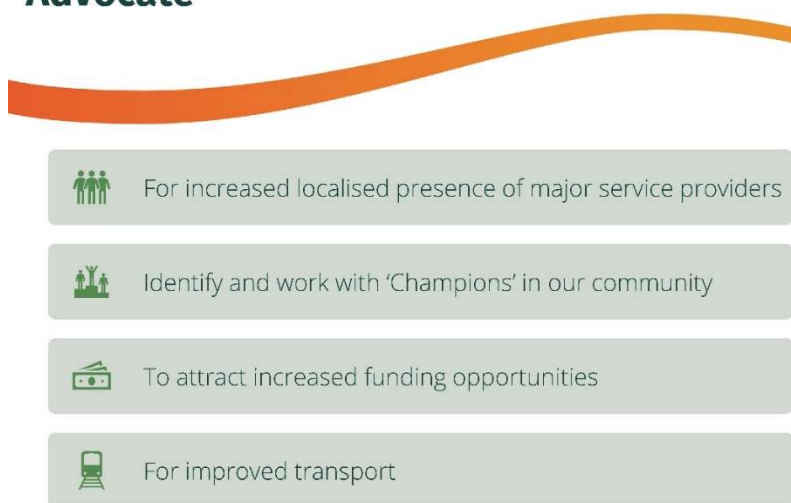 Advocate
For increased localised presence of major service providers
Identify and work with ‘Champions’ in our community
To attract increased funding opportunities
For improved transport